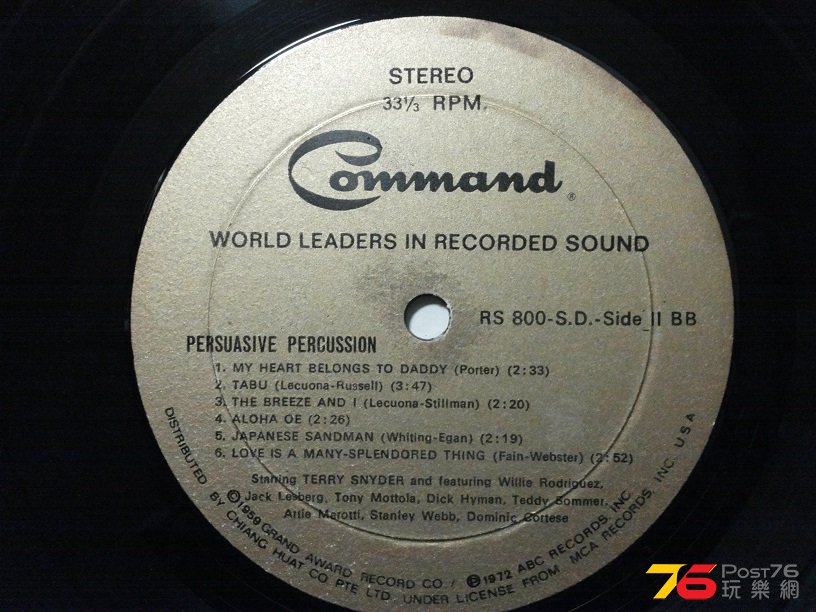 STEREO
33⅓ RPM.
Command ®
WORLD LEADERS IN RECORDED SOUND
RS 800-S.D.-Side II BB
PERSUASIVE PERCUSSION
1. MY HEART BELONGS TO DADDY (Porter) (2:33)
2. TABU (Lecuona-Russell) (3:47)
3. THE BREEZE AND I (Lecuona-Stillman) (2:20)
4. ALOHA OE (2:26)
5. JAPANESE SANDMAN (Whiting-Egan) (2:19)
6. LOVE IS A MANY-SPLENDORED THING (Fain-Webster) (2:52)
Starring TERRY SNYDER and featuring Willie Rodriguez,
Jack Lesberg, Tony Mottola, Dick Hyman, Teddy Sommer,
Artie Marotti, Stanley Webb, Dominic Cortese
©1959 GRAND AWARD RECORD CO./ ℗1972 ABC RECORDS, INC.
DISTRIBUTED BY CHIANG HUAT CO PTE LTD. UNDER LICENSE FROM MCA RECORDS, INC. USA
76 POST76
玩樂網